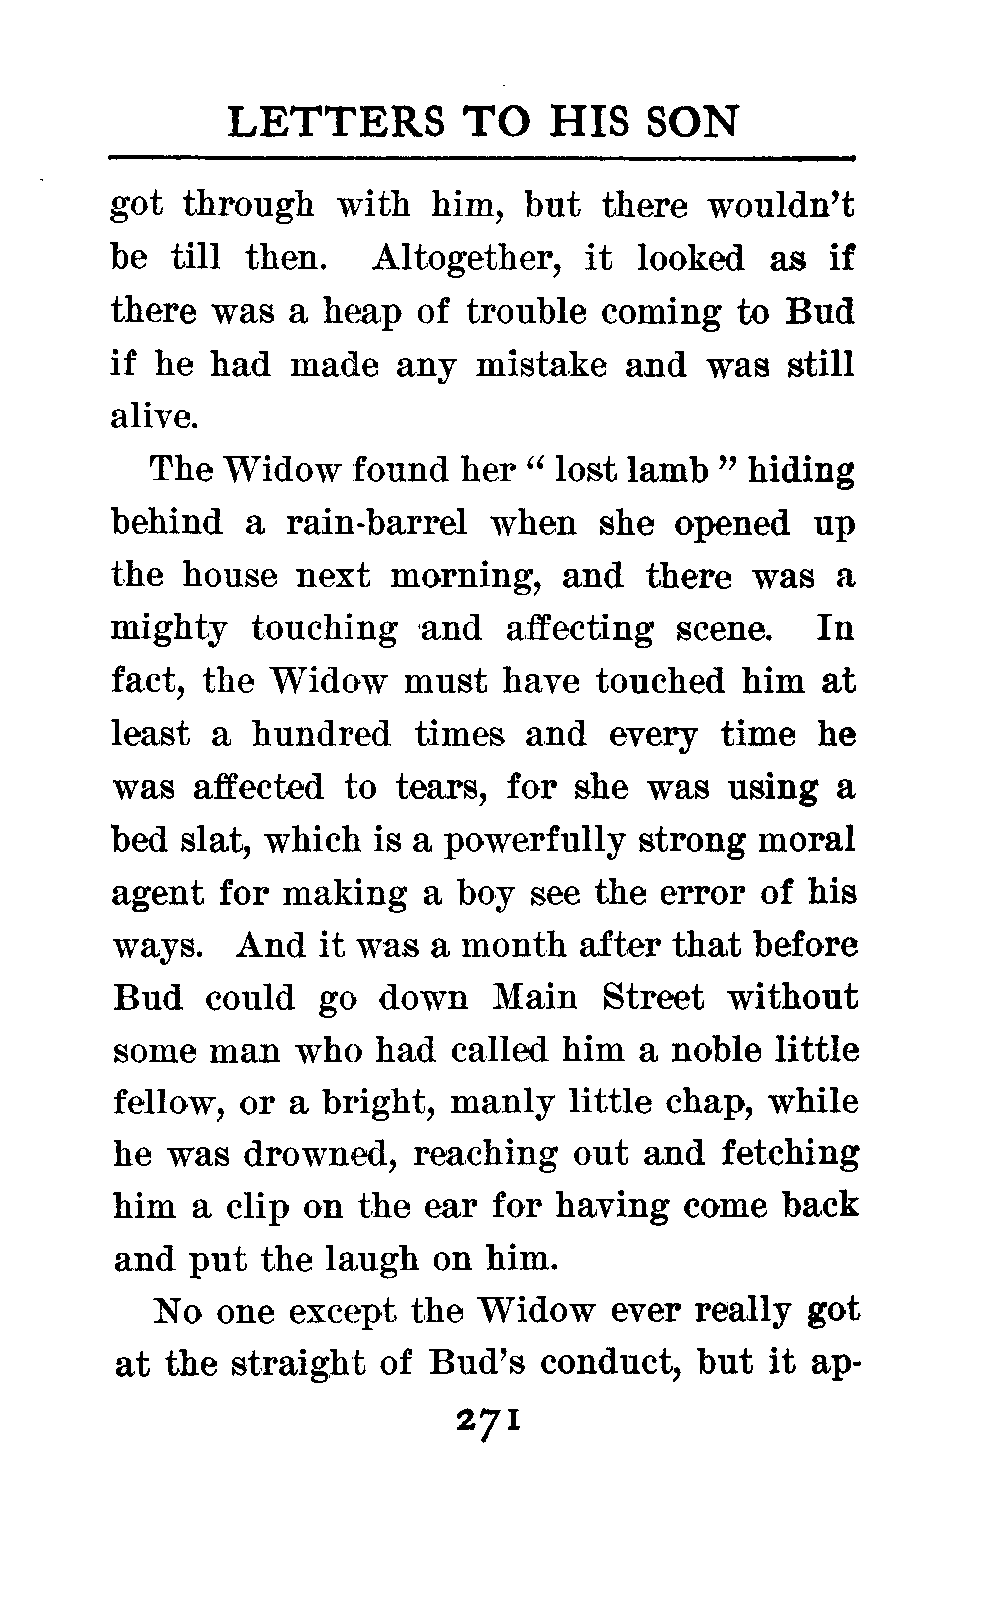 LETTERS TO HIS SON
got through with him, but there wouldn't
be till then. Altogether, it looked as if
there was a heap of trouble coming to Bud
if he had made any mistake and was still
alive.
The Widow found her " lost lamb " hiding
behind a rain-barrel when she opened up
the house next morning, and there was a
mighty touching and affecting scene. In
fact, the Widow must have touched him at
least a hundred times and every time he
was affected to tears, for she was using a
bed slat, which is a powerfully strong moral
agent for making a boy see the error of his
ways. And it was a month after that before
Bud could go down Main Street without
some man who had called him a noble little
fellow, or a bright, manly little chap, while
he was drowned, reaching out and fetching
him a clip on the ear for having come back
and put the laugh on him.
No one except the Widow ever really got
at the straight of Bud's conduct, but it ap-
271